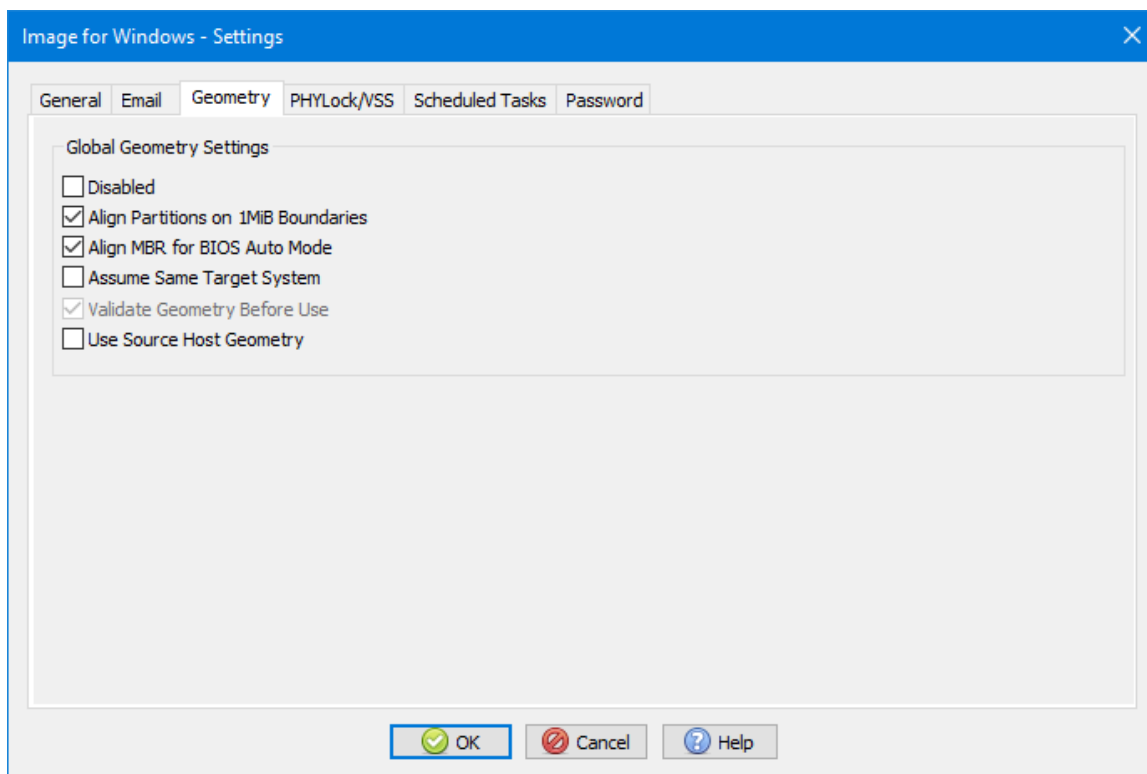 Image for Windows - Settings
General Email Geometry PHYLock/VSS Scheduled Tasks Password
Global Geometry Settings
Disabled
Align Partitions on 1MiB Boundaries
Align MBR for BIOS Auto Mode
Assume Same Target System
Validate Geometry Before Use
Use Source Host Geometry
OK Cancel Help